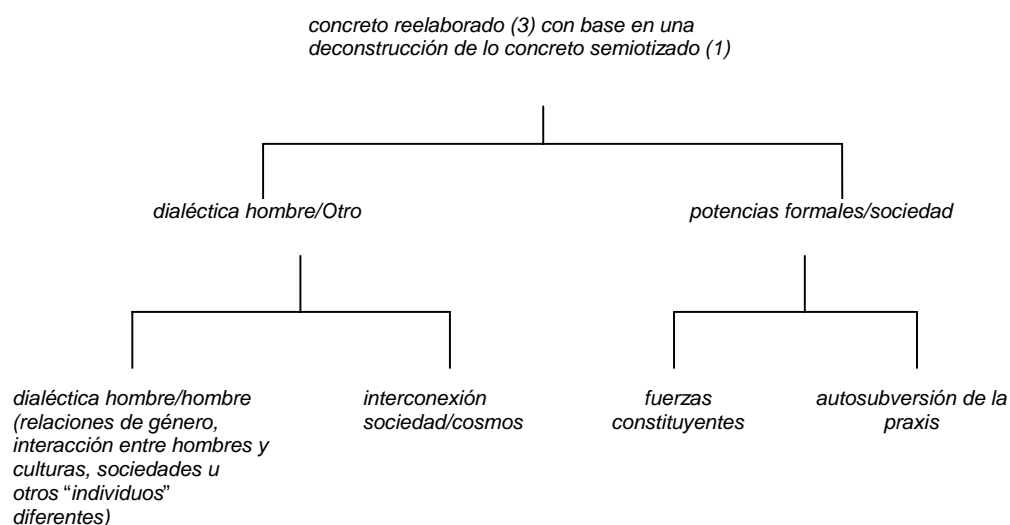 concreto reelaborado (3) con base en una
deconstrucción de lo concreto semiotizado (1)
dialéctica hombre/Otro
potencias formales/sociedad
dialéctica hombre/hombre
(relaciones de género,
interacción entre hombres y
culturas, sociedades u
otros “individuos”
diferentes)
interconexión
sociedad/cosmos
fuerzas
constituyentes
autosubversión de la
praxis